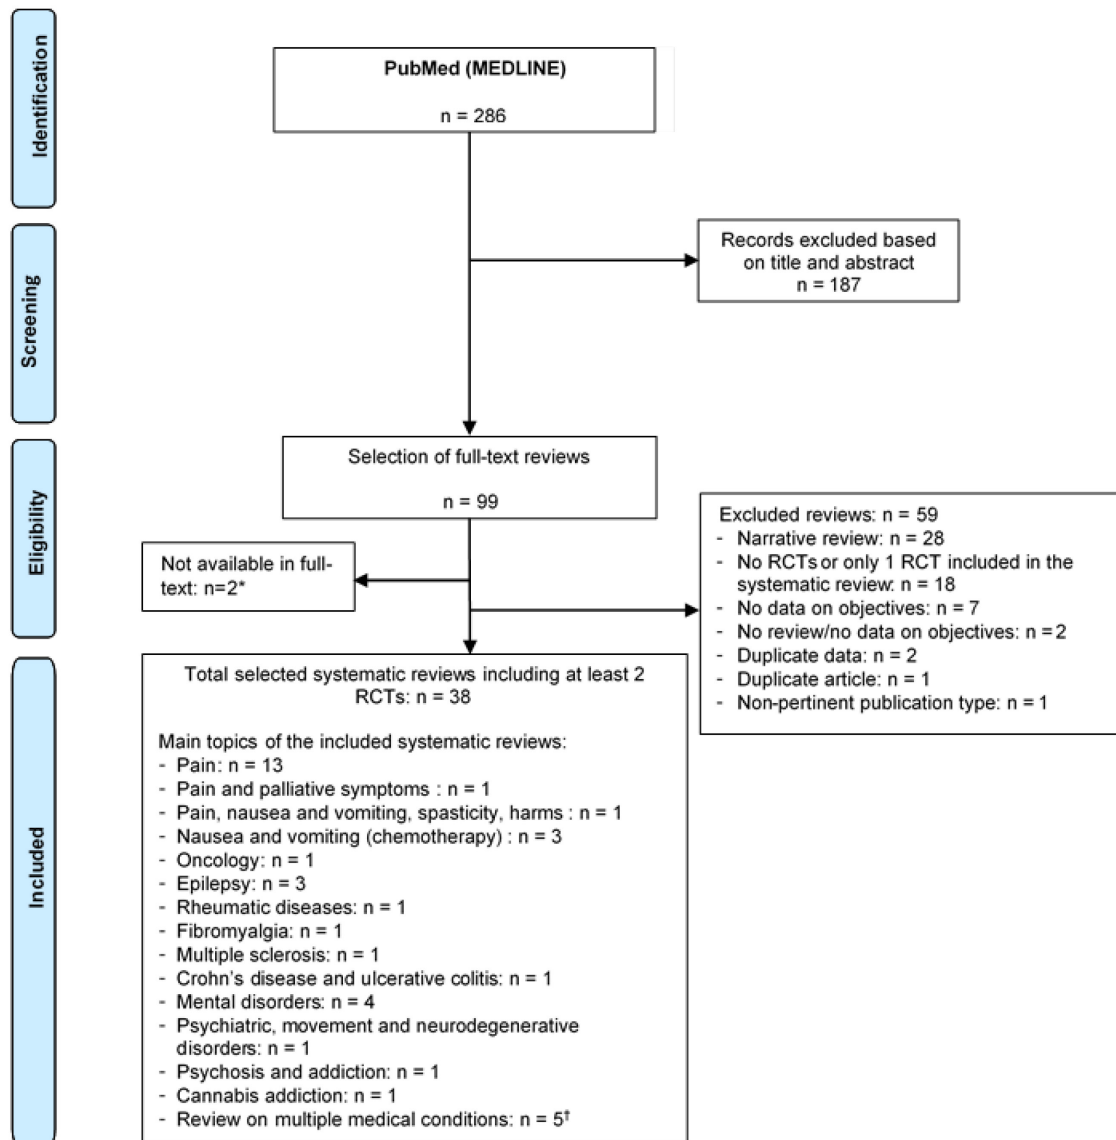 Identification
PubMed (MEDLINE)
n = 286
Screening
Records excluded based
on title and abstract
n = 187
Eligibility
Selection of full-text reviews
n = 99
Not available in full-
text: n=2*
Excluded reviews: n = 59
- Narrative review: n = 28
- No RCTs or only 1 RCT included in the
systematic review: n = 18
- No data on objectives: n = 7
- No review/no data on objectives: n = 2
- Duplicate data: n = 2
- Duplicate article: n = 1
- Non-pertinent publication type: n = 1
Included
Total selected systematic reviews including at least 2
RCTs: n = 38
Main topics of the included systematic reviews:
- Pain: n = 13
- Pain and palliative symptoms : n = 1
- Pain, nausea and vomiting, spasticity, harms : n = 1
- Nausea and vomiting (chemotherapy) : n = 3
- Oncology: n = 1
- Epilepsy: n = 3
- Rheumatic diseases: n = 1
- Fibromyalgia: n = 1
- Multiple sclerosis: n = 1
- Crohn's disease and ulcerative colitis: n = 1
- Mental disorders: n = 4
- Psychiatric, movement and neurodegenerative
disorders: n = 1
- Psychosis and addiction: n = 1
- Cannabis addiction: n = 1
- Review on multiple medical conditions: n = 5†